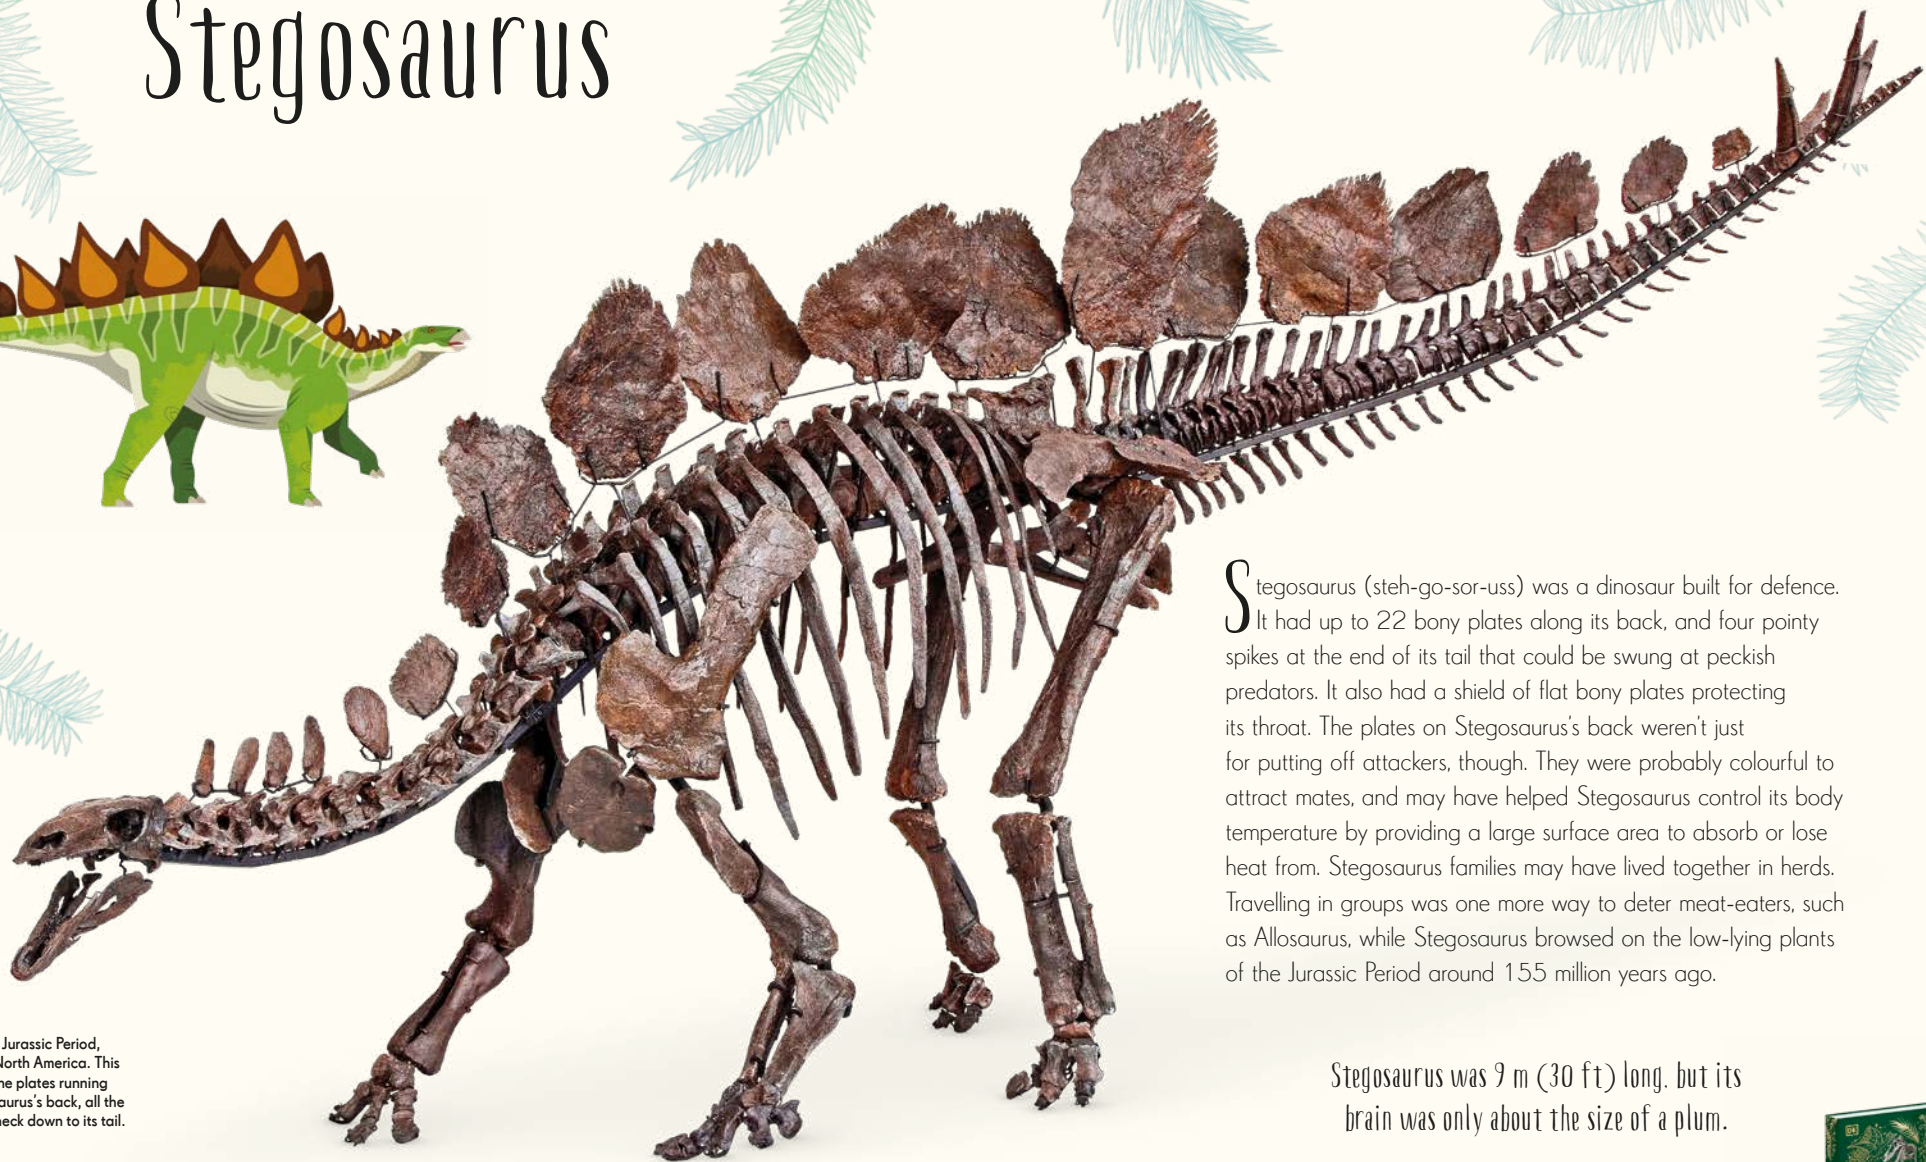 Stegosaurus
Stegosaurus (steh-go-sor-uss) was a dinosaur built for defence.
It had up to 22 bony plates along its back, and four pointy
spikes at the end of its tail that could be swung at peckish
predators. It also had a shield of flat bony plates protecting
its throat. The plates on Stegosaurus's back weren't just
for putting off attackers, though. They were probably colourful to
attract mates, and may have helped Stegosaurus control its body
temperature by providing a large surface area to absorb or lose
heat from. Stegosaurus families may have lived together in herds.
Travelling in groups was one more way to deter meat-eaters, such
as Allosaurus, while Stegosaurus browsed on the low-lying plants
of the Jurassic Period around 155 million years ago.
Jurassic Period,
North America. This
he plates running
aurus's back, all the
neck down to its tail.
Stegosaurus was 9 m (30 ft) long, but its
brain was only about the size of a plum.
DK